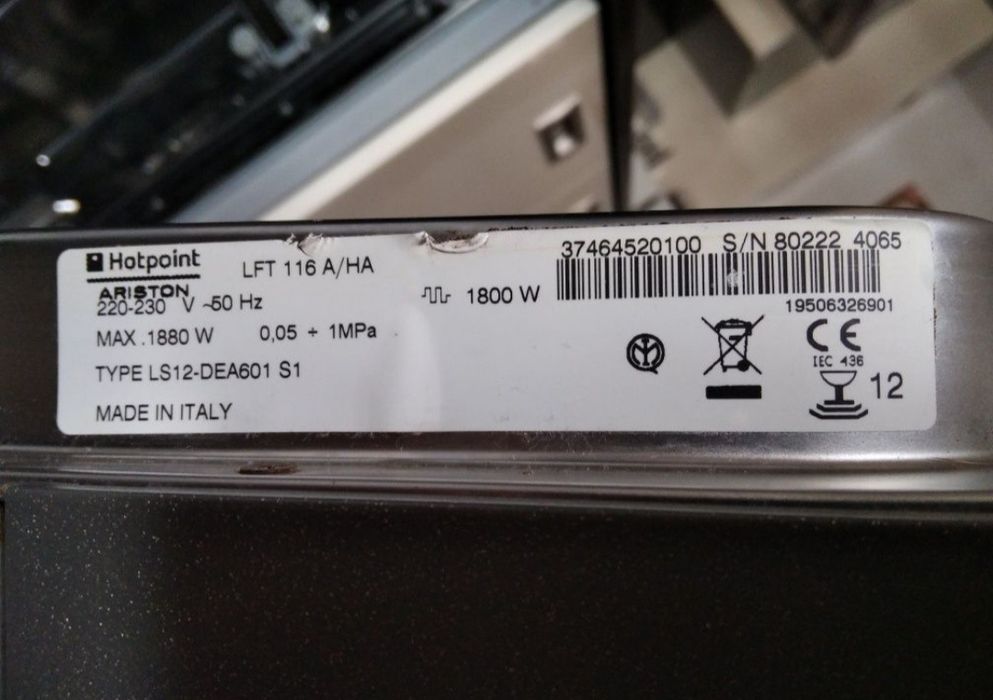 Hotpoint
ARISTON
LFT 116 A/HA
220-230 V ~50 Hz
MAX .1880 W 0,05 ÷ 1MPa
TYPE LS12-DEA601 S1
MADE IN ITALY
1800 W
37464520100 S/N 80222 4065
19506326901
CE
IEC 436
12